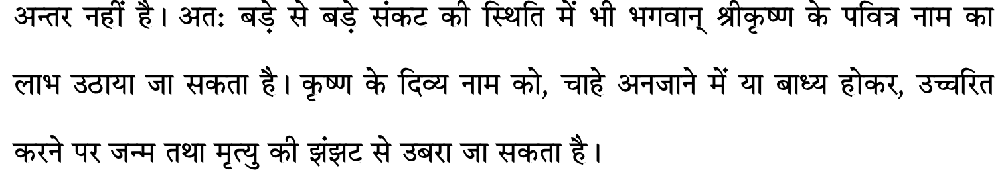 अन्तर नहीं है। अतः बड़े से बड़े संकट की स्थिति में भी भगवान् श्रीकृष्ण के पवित्र नाम का
लाभ उठाया जा सकता है। कृष्ण के दिव्य नाम को, चाहे अनजाने में या बाध्य होकर, उच्चरित
करने पर जन्म तथा मृत्यु की झंझट से उबरा जा सकता है।